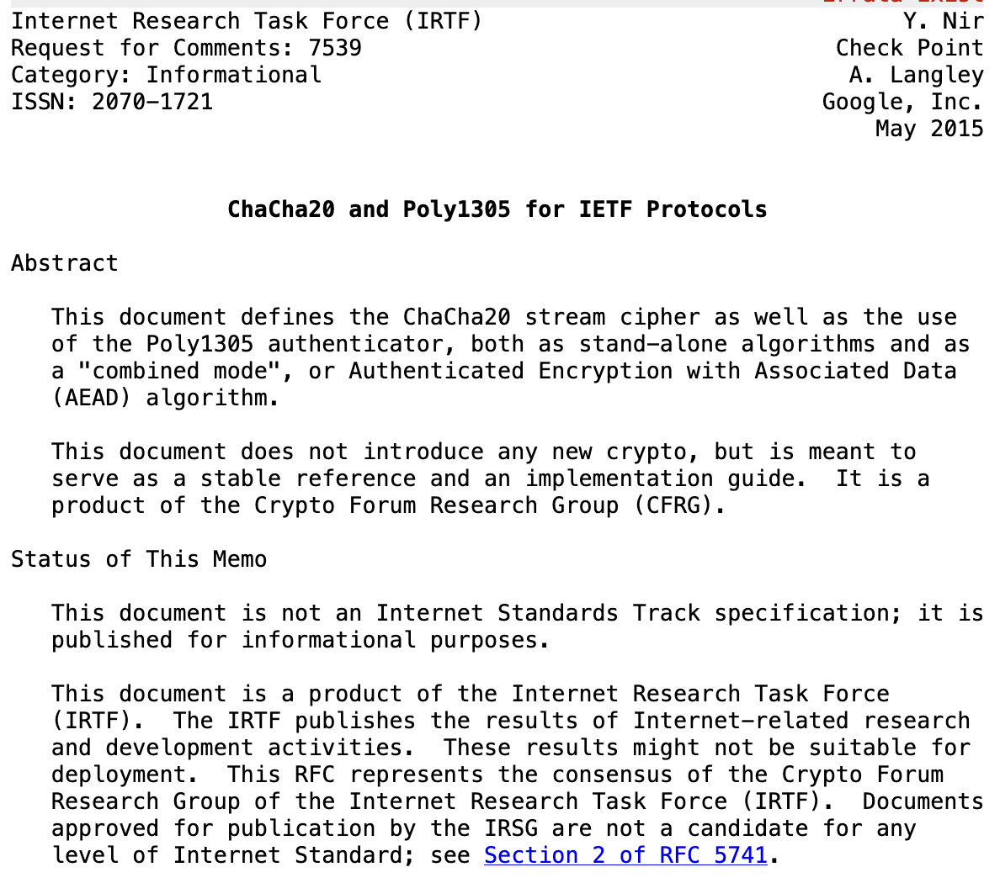 Errata Exist
Internet Research Task Force (IRTF) Y. Nir
Request for Comments: 7539 Check Point
Category: Informational A. Langley
ISSN: 2070-1721 Google, Inc.
May 2015
ChaCha20 and Poly1305 for IETF Protocols
Abstract
This document defines the ChaCha20 stream cipher as well as the use
of the Poly1305 authenticator, both as stand-alone algorithms and as
a "combined mode", or Authenticated Encryption with Associated Data
(AEAD) algorithm.
This document does not introduce any new crypto, but is meant to
serve as a stable reference and an implementation guide.  It is a
product of the Crypto Forum Research Group (CFRG).
Status of This Memo
This document is not an Internet Standards Track specification; it is
published for informational purposes.
This document is a product of the Internet Research Task Force
(IRTF).  The IRTF publishes the results of Internet-related research
and development activities.  These results might not be suitable for
deployment.  This RFC represents the consensus of the Crypto Forum
Research Group of the Internet Research Task Force (IRTF).  Documents
approved for publication by the IRSG are not a candidate for any
level of Internet Standard; see Section 2 of RFC 5741.